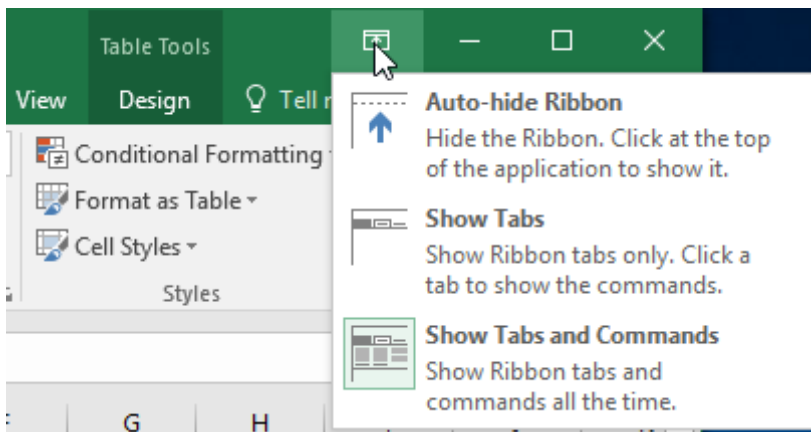 Table Tools
View Design Tell
Auto-hide Ribbon
Hide the Ribbon. Click at the top
of the application to show it.
Show Tabs
Show Ribbon tabs only. Click a
tab to show the commands.
Show Tabs and Commands
Show Ribbon tabs and
commands all the time.
Conditional Formatting
Format as Table
Cell Styles
Styles
G H